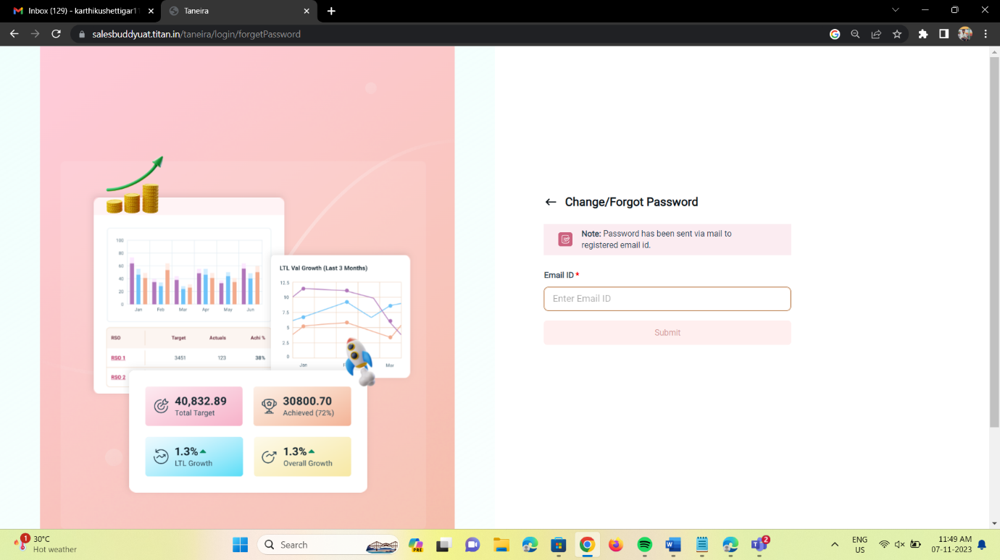 Inbox (129) - karthikushettigar11
Taneira
salesbuddyuat.titan.in/taneira/login/forgetPassword
100
80
60
40
20
0
Jan Feb Mar Apr May Jun
RSO Target Actuals Achi %
RSO 1 3451 123 38%
RSO 2
LTL Val Growth (Last 3 Months)
12.5
10
7.5
5
2.5
0
Jan F Mar
40,832.89
Total Target
30800.70
Achieved (72%)
1.3%
LTL Growth
1.3%
Overall Growth
Change/Forgot Password
Note: Password has been sent via mail to
registered email id.
Email ID *
Enter Email ID
Submit
1
30°C
Hot weather
Search
PRE
2
ENG
US
11:49 AM
07-11-2023